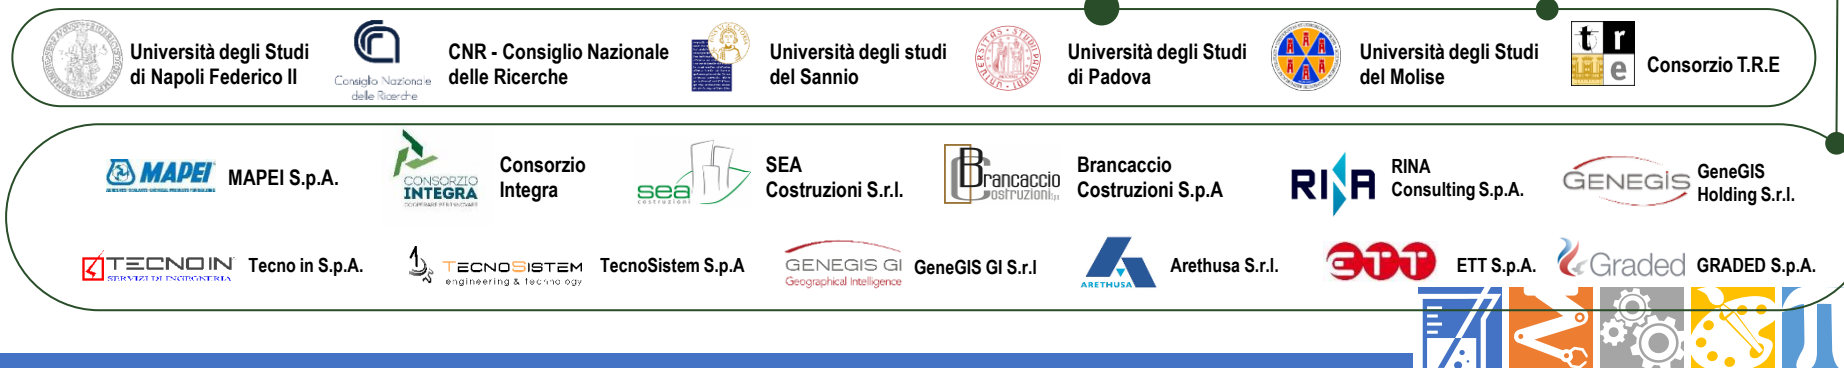 Università degli Studi
di Napoli Federico II
Consiglio Nazionale
delle Ricerche
CNR - Consiglio Nazionale
delle Ricerche
Università degli studi
del Sannio
Università degli Studi
di Padova
Università degli Studi
del Molise
t r
e
Consorzio T.R.E
MAPEI
MAPEI S.p.A.
CONSORZIO
INTEGRA
Consorzio
Integra
sea
costruzioni
SEA
Costruzioni S.r.l.
Brancaccio
Costruzioni
Brancaccio
Costruzioni S.p.A
RINA
RINA
Consulting S.p.A.
GENEGIS
GeneGIS
Holding S.r.l.
TECNOIN
SERVIZI DI INGEGNERIA
Tecno in S.p.A.
TECNOSISTEM
engineering & technology
TecnoSistem S.p.A
GENEGIS GI
Geographical Intelligence
GeneGIS GI S.r.l
ARETHUSA
Arethusa S.r.l.
ETT
ETT S.p.A.
Graded
GRADED S.p.A.